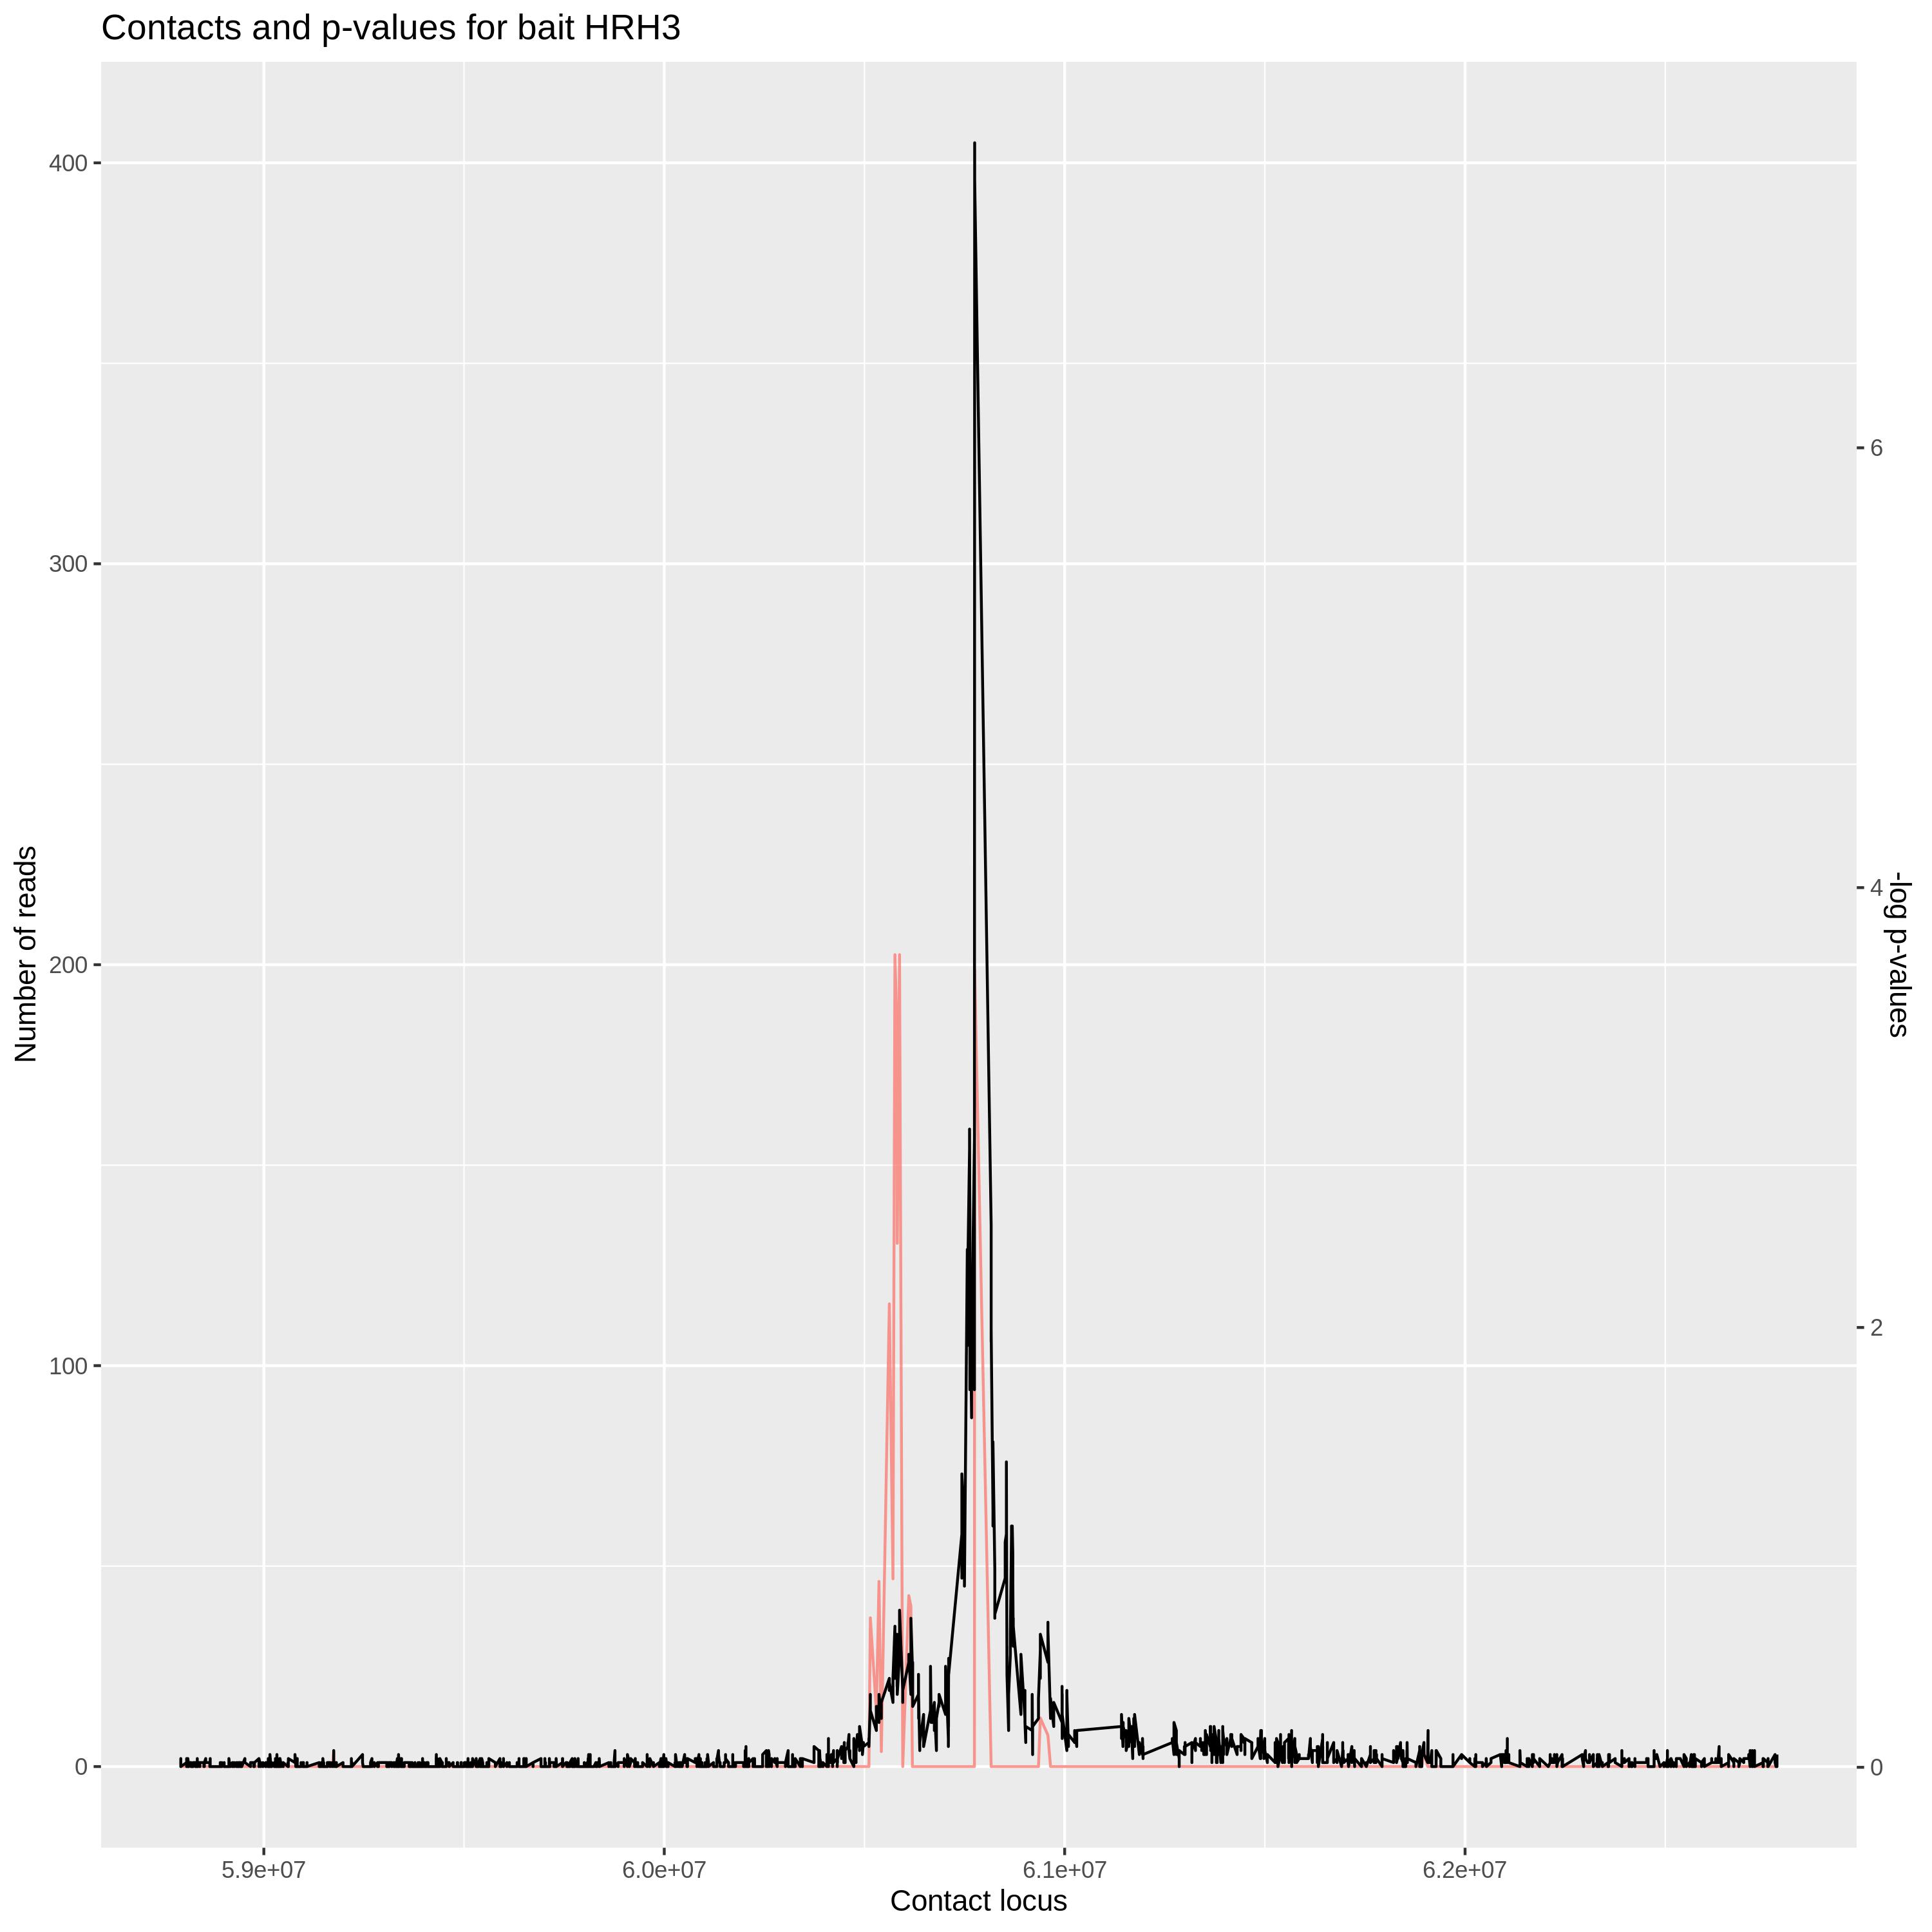 Contacts and p-values for bait HRH3
400
300
200
100
0
Number of reads
6
4
2
0
-log p-values
5.9e+07
6.0e+07
6.1e+07
6.2e+07
Contact locus